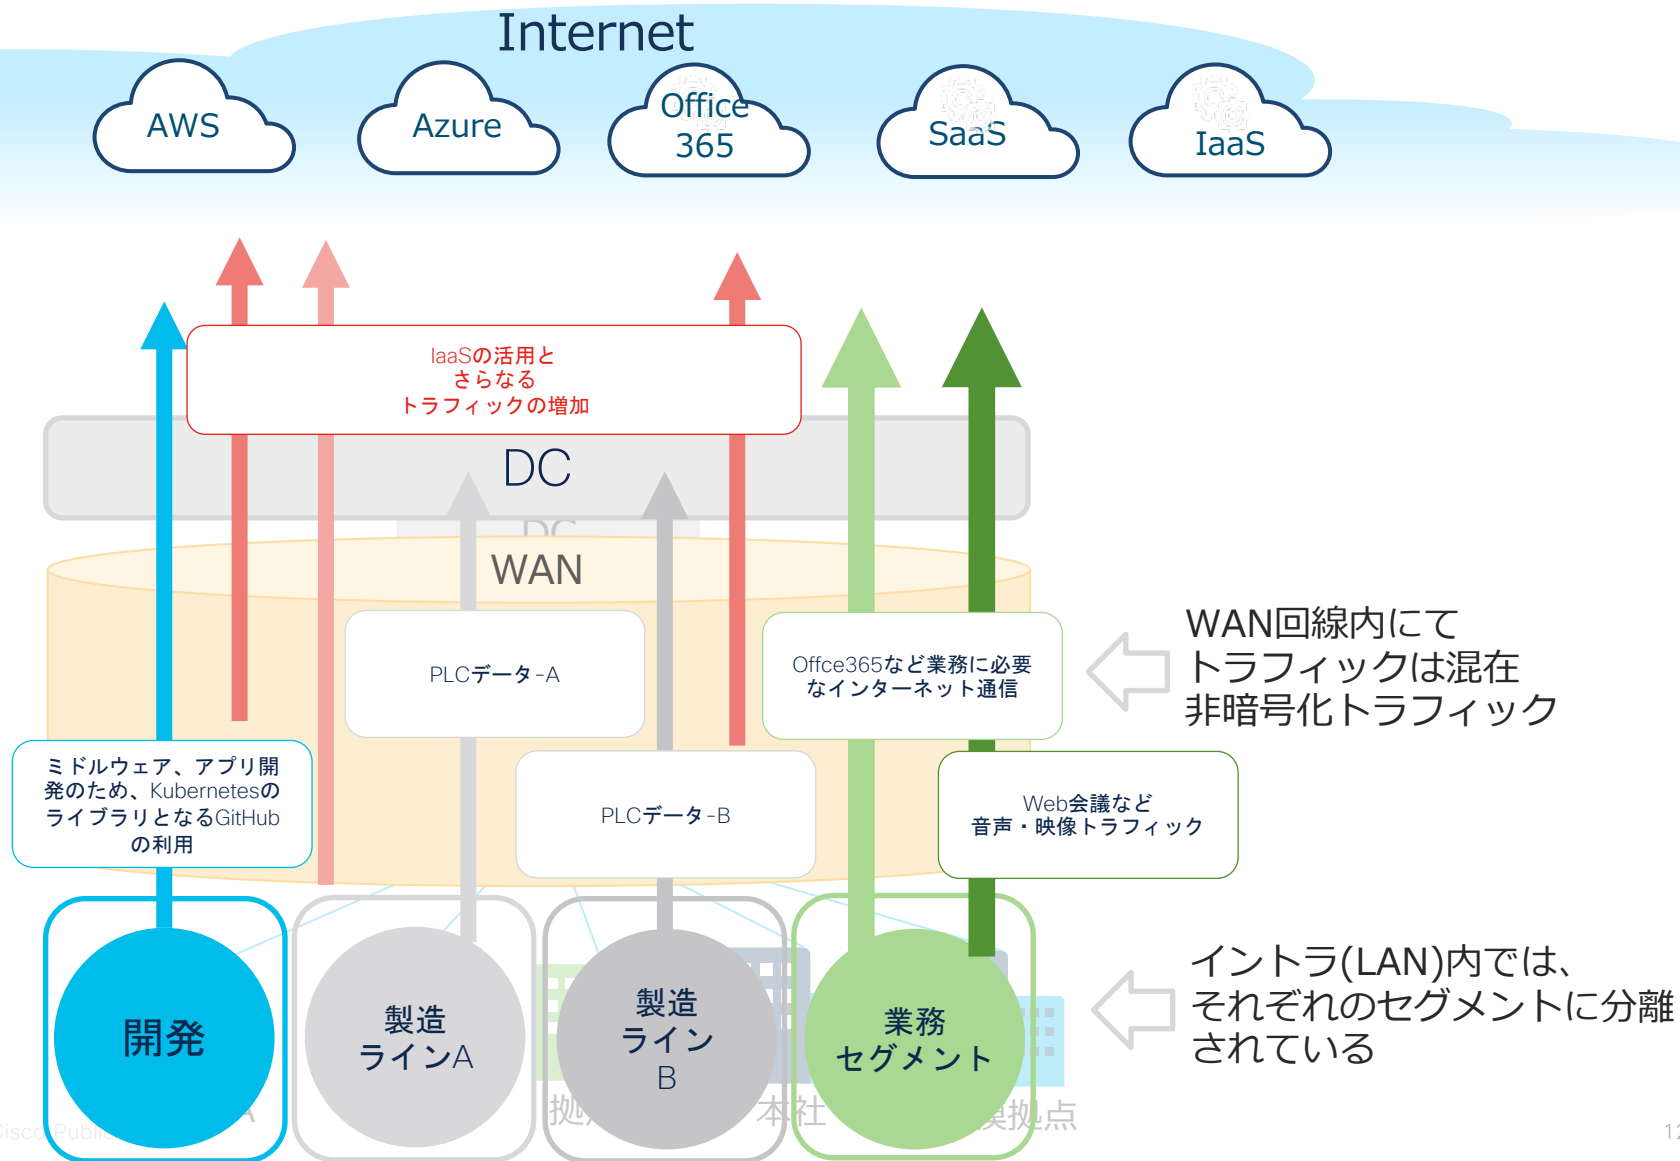 Internet
AWS
Azure
Office
365
SaaS
IaaS
IaaSの活用と
さらなる
トラフィックの増加
DC
DC
WAN
PLCデータ-A
Offce365など業務に必要
なインターネット通信
WAN回線内にて
トラフィックは混在
非暗号化トラフィック
ミドルウェア、アプリ開
発のため、Kubernetesの
ライブラリとなるGitHub
の利用
PLCデータ-B
Web会議など
音声・映像トラフィック
開発
製造
ラインA
製造
ライン
B
業務
セグメント
イントラ(LAN)内では、
それぞれのセグメントに分離
されている
本社
拠点
Cisco Public